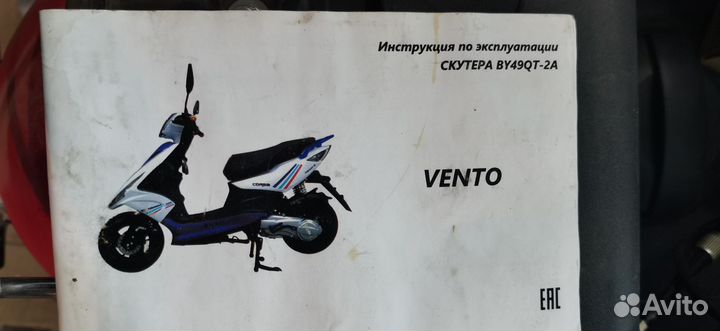 Инструкция по эксплуатации
СКУТЕРА BY49QT-2A
VENTO
EAC
Avito